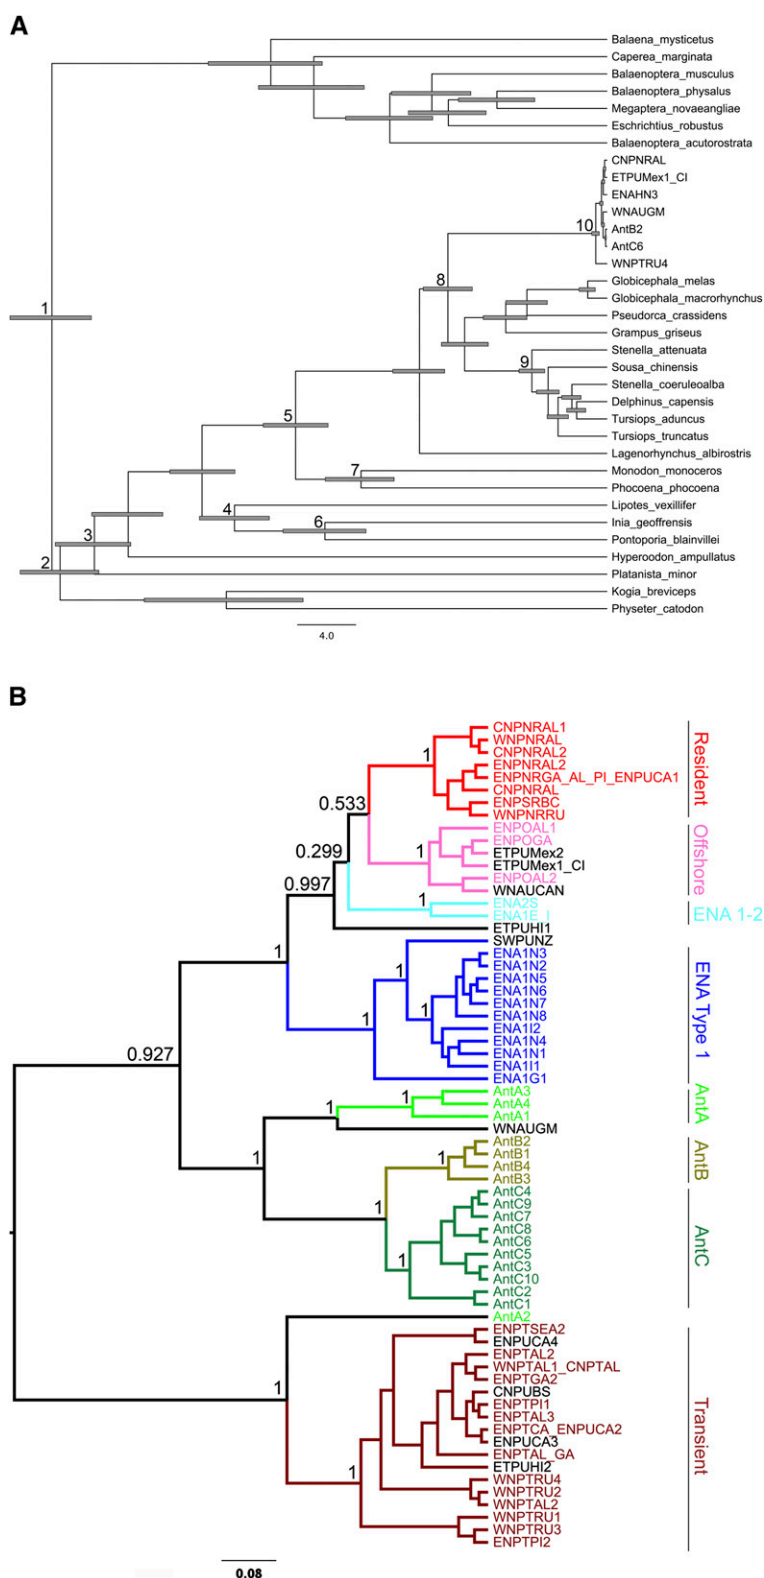 A
Balaena_mysticetus
Caperea_marginata
Balaenoptera_musculus
Balaenoptera_physalus
Megaptera_novaeangliae
Eschrichtius_robustus
Balaenoptera_acutorostrata
CNPNRAL
ETPUMex1_CI
ENAHN3
WNAUGM
AntB2
10
AntC6
WNPTRU4
8
Globicephala_melas
Globicephala_macrorhynchus
1
Pseudorca_crassidens
Grampus_griseus
Stenella_attenuata
9
Sousa_chinensis
Stenella_coeruleoalba
Delphinus_capensis
5
Tursiops_aduncus
Tursiops_truncatus
Lagenorhynchus_albirostris
7
Monodon_monoceros
Phocoena_phocoena
4
Lipotes_vexillifer
6
Inia_geoffrensis
3
Pontoporia_blainvillei
Hyperoodon_ampullatus
2
Platanista_minor
Kogia_breviceps
Physeter_catodon
4.0
B
CNPNRAL1
WNPNRAL
CNPNRAL2
1
ENPNRAL2
ENPNRGA_AL_PI_ENPUCA1
CNPNRAL
ENPSRBC
WNPNRRU
Resident
0.533
ENPOAL1
ENPOGA
ETPUMex2
1
ETPUMex1_CI
ENPOAL2
WNAUCAN
Offshore
0.299
0.997
1
ENA2S
ENA1E_I
ENA 1-2
ETPUHI1
SWPUNZ
1
ENA1N3
ENA1N2
1
ENA1N5
ENA1N6
ENA1N7
1
ENA1N8
1
ENA1I2
ENA1N4
ENA1N1
ENA1I1
ENA1G1
ENA Type 1
0.927
AntA3
1
AntA4
1
AntA1
AntA
WNAUGM
AntB2
1
AntB1
1
AntB4
AntB3
AntB
AntC4
1
AntC9
AntC7
AntC8
AntC6
AntC5
1
AntC3
AntC10
AntC2
AntC1
AntC
AntA2
ENPTSEA2
ENPUCA4
ENPTAL2
WNPTAL1_CNPTAL
ENPTGA2
1
CNPUBS
ENPTPI1
ENPTAL3
ENPTCA_ENPUCA2
ENPUCA3
ENPTAL_GA
ETPUHI2
1
WNPTRU4
WNPTRU2
WNPTAL2
WNPTRU1
WNPTRU3
ENPTPI2
Transient
0.08